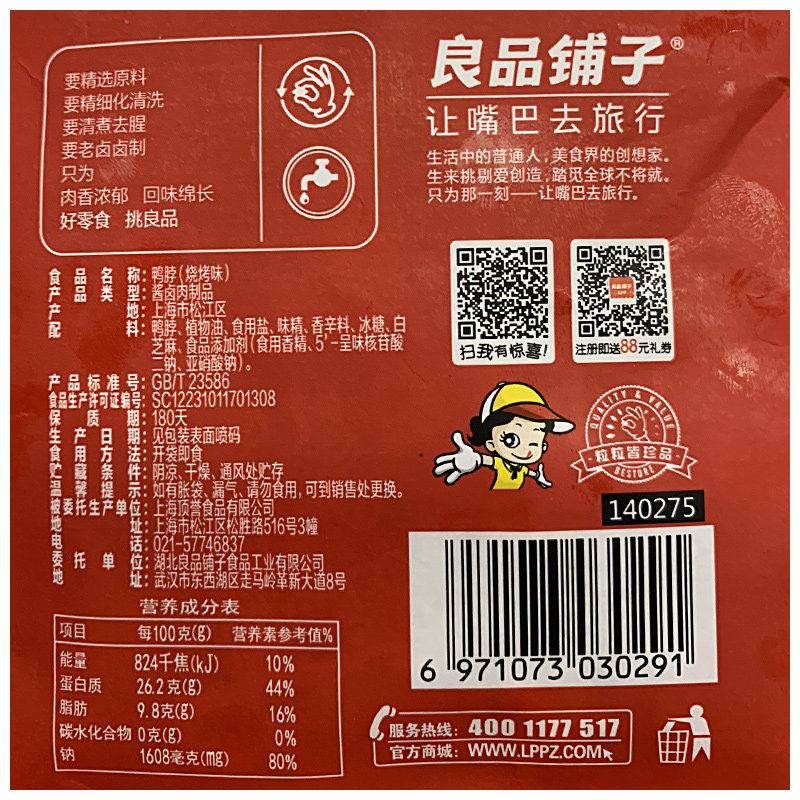 要精选原料
要精细化清洗
要清煮去腥
要老卤卤制
只为
肉香浓郁 回味绵长
好零食 挑良品
良品铺子®
让嘴巴去旅行
生活中的普通人,美食界的创想家。
生来挑剔爱创造,踏觅全球不将就。
只为那一刻——让嘴巴去旅行。
扫我有惊喜!
良品铺子
APP
注册即送88元礼券
QUALITY & VALUE
粒粒皆珍品
BESTORE
140275
食品名称:鸭脖(烧烤味)
产品类型:酱卤肉制品
产地:上海市松江区
配料:鸭脖、植物油、食用盐、味精、香辛料、冰糖、白
芝麻、食品添加剂(食用香精、5'-呈味核苷酸
二钠、亚硝酸钠)。
产品标准号:GB/T 23586
食品生产许可证编号:SC12231011701308
保质期:180天
生产日期:见包装表面喷码
食用方法:开袋即食
贮藏条件:阴凉、干燥、通风处贮存
温馨提示:如有胀袋、漏气、请勿食用,可到销售处更换。
被委托生产单位:上海顶誉食品有限公司
地址:上海市松江区松胜路516号3幢
电话:021-57746837
委托单位:湖北良品铺子食品工业有限公司
地址:武汉市东西湖区走马岭革新大道8号
营养成分表
项目 每100克(g) 营养素参考值%
能量 824千焦(kJ) 10%
蛋白质 26.2克(g) 44%
脂肪 9.8克(g) 16%
碳水化合物 0克(g) 0%
钠 1608毫克(mg) 80%
6 971073 030291
服务热线:400 1177 517
官方商城:WWW.LPPZ.COM